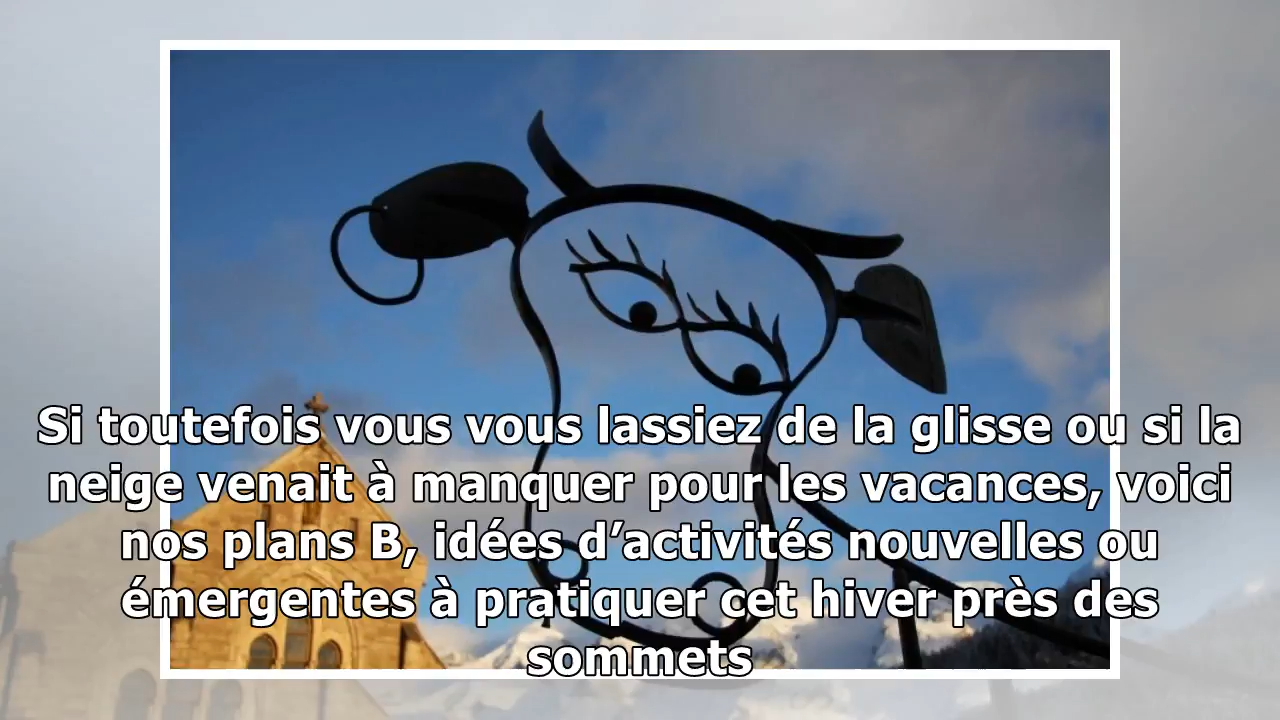 Si toutefois vous vous lassiez de la glisse ou si la
neige venait à manquer pour les vacances, voici
nos plans B, idées d’activités nouvelles ou
émergentes à pratiquer cet hiver près des
sommets